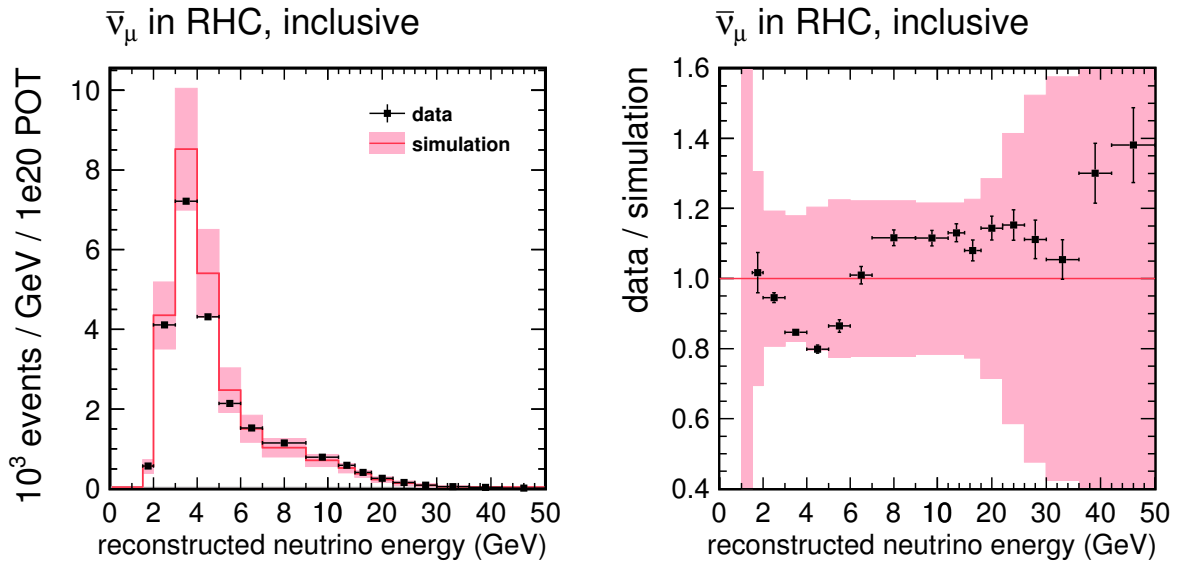 ν̅μ in RHC, inclusive
10³ events / GeV / 1e20 POT
10
8
6
4
2
0
data
simulation
0 2 4 6 8 10 20 30 40 50
reconstructed neutrino energy (GeV)
ν̅μ in RHC, inclusive
data / simulation
1.6
1.4
1.2
1.0
0.8
0.6
0.4
0 2 4 6 8 10 20 30 40 50
reconstructed neutrino energy (GeV)